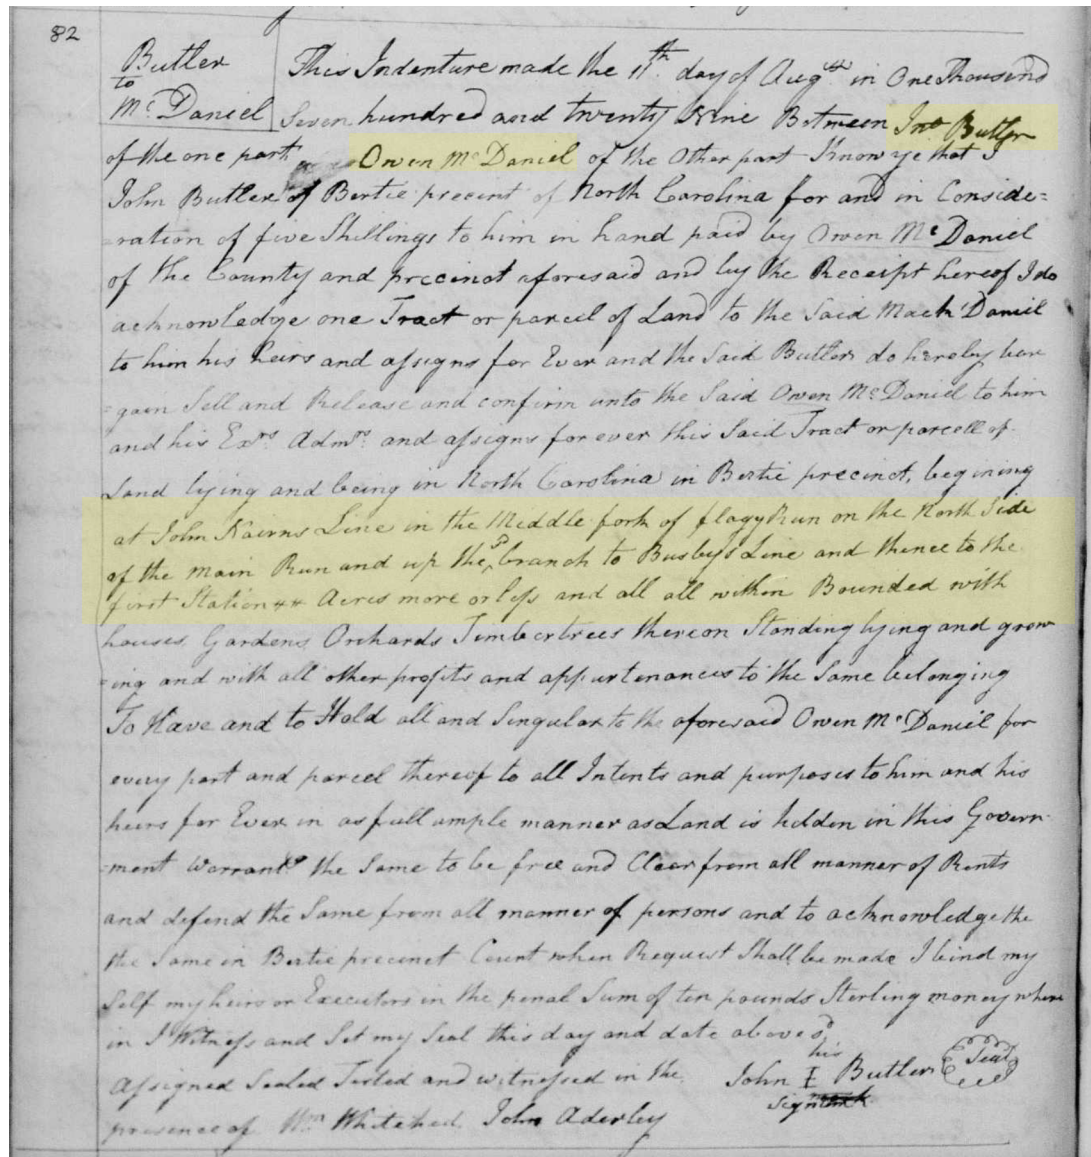 82
Butler
to
Mc Daniel
This Indenture made the 11th day of Augst in One Thousand
Seven hundred and twenty Nine Between Jno Butler
of the one part Owen Mc Daniel of the Other part Know ye that I
John Butler of Bertie precinct of North Carolina for and in Conside=
=ration of five Shillings to him in hand paid by Owen Mc Daniel
of the County and precinct aforesaid and by the Receipt hereof I do
acknowledge one Tract or parcel of Land to the Said Mack Daniel
to him his heirs and assigns for Ever and the Said Butler do hereby bar
=gain Sell and Release and confirm unto the Said Owen Mc Daniel to him
and his Exrs Admrs and assigns for ever this Said Tract or parcell of
Land lying and being in North Carolina in Bertie precinct, begining
at John Kairns Line in the Middle fork of flagy Run on the North Side
of the main Run and up the sd branch to Busby's Line and thence to the
first Station ** Acres more or less and all all within Bounded with
houses, Gardens, Orchards Timbertrees thereon Standing lying and grow
=ing and with all other profits and appurtenances to the Same belonging
To Have and to Hold all and Singular to the aforesaid Owen Mc Daniel for
every part and parcel thereof to all Intents and purposes to him and his
heirs for Ever in as full ample manner as Land is holden in this Govern-
-ment the Same to be free and Clear from all manner of Rents
and defend the Same from all manner of persons and to acknowledge the
the Same in Bertie precinct Court when Request Shall be made I bind my
Self my heirs or Executors in the penal Sum of ten pounds Sterling money where
in I Witness and Set my Seal this day and date above sd
Assigned Sealed Tested and witnessed in the
presence of Wm Whitehed, John Aderley
his
John I Butler Seal
Sign